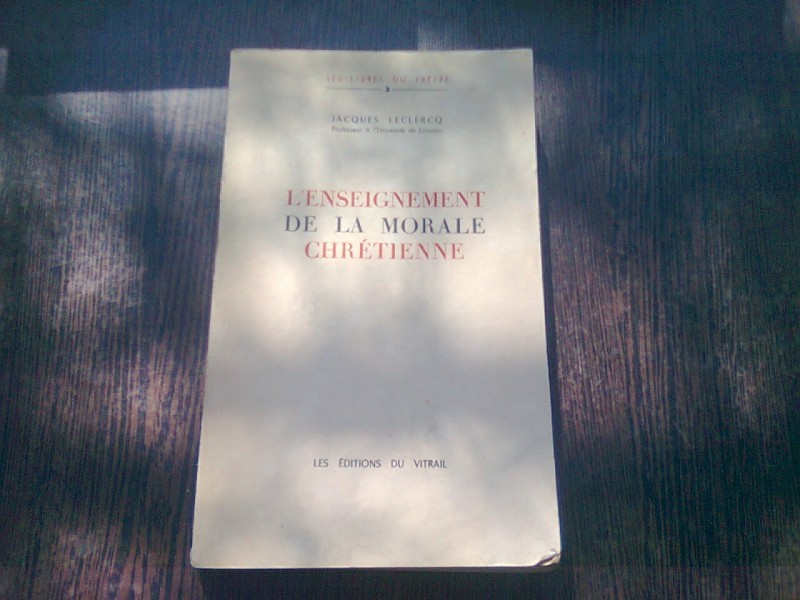 LES LIVRES DU PRÊTRE
3
JACQUES LECLERCQ
Professeur à l'Université de Louvain
L'ENSEIGNEMENT
DE LA MORALE
CHRÉTIENNE
LES ÉDITIONS DU VITRAIL